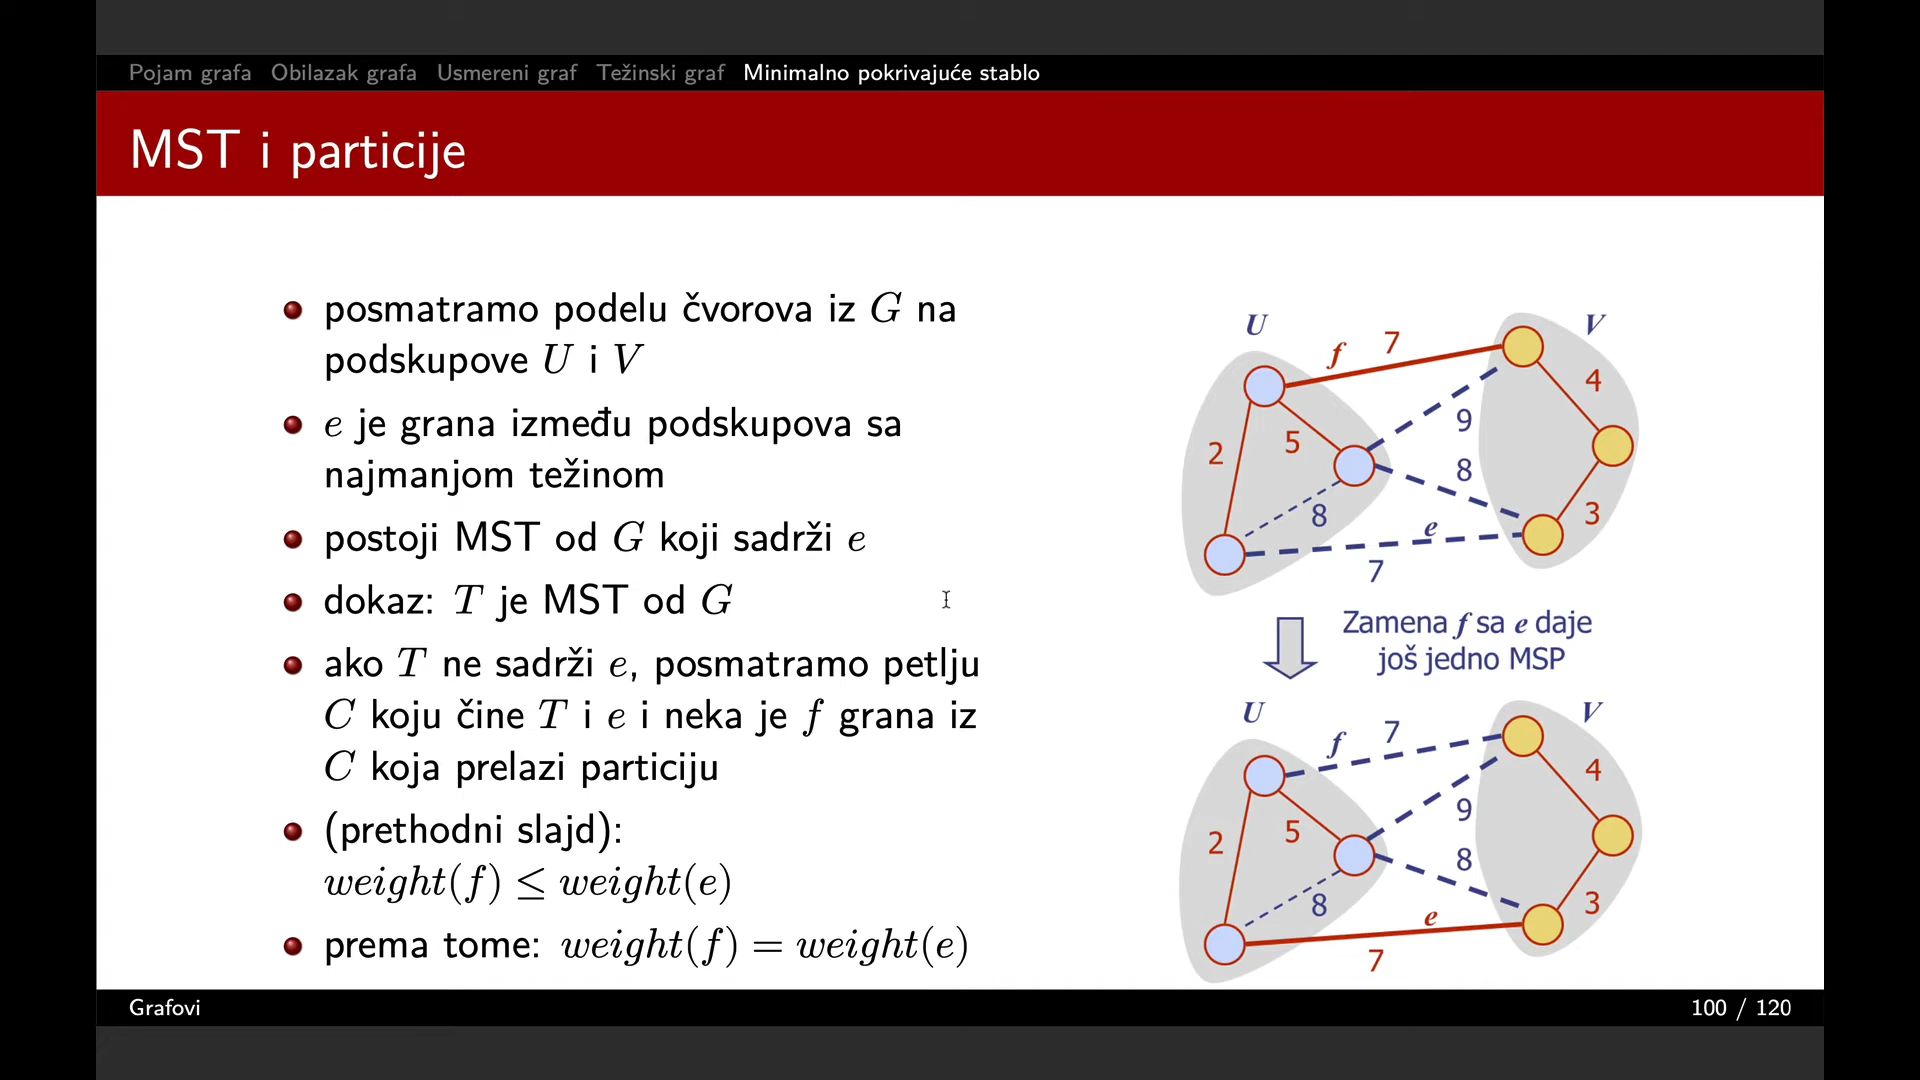 Pojam grafa Obilazak grafa Usmereni graf Težinski graf Minimalno pokrivajuće stablo
MST i particije
posmatramo podelu čvorova iz G na
podskupove U i V
e je grana između podskupova sa
najmanjom težinom
postoji MST od G koji sadrži e
dokaz: T je MST od G
ako T ne sadrži e, posmatramo petlju
C koju čine T i e i neka je f grana iz
C koja prelazi particiju
(prethodni slajd):
weight(f) ≤ weight(e)
prema tome: weight(f) = weight(e)
U
V
f
7
4
9
2
5
8
8
e
3
7
Zamena f sa e daje
još jedno MSP
U
V
f
7
4
9
2
5
8
8
e
3
7
Grafovi
100 / 120